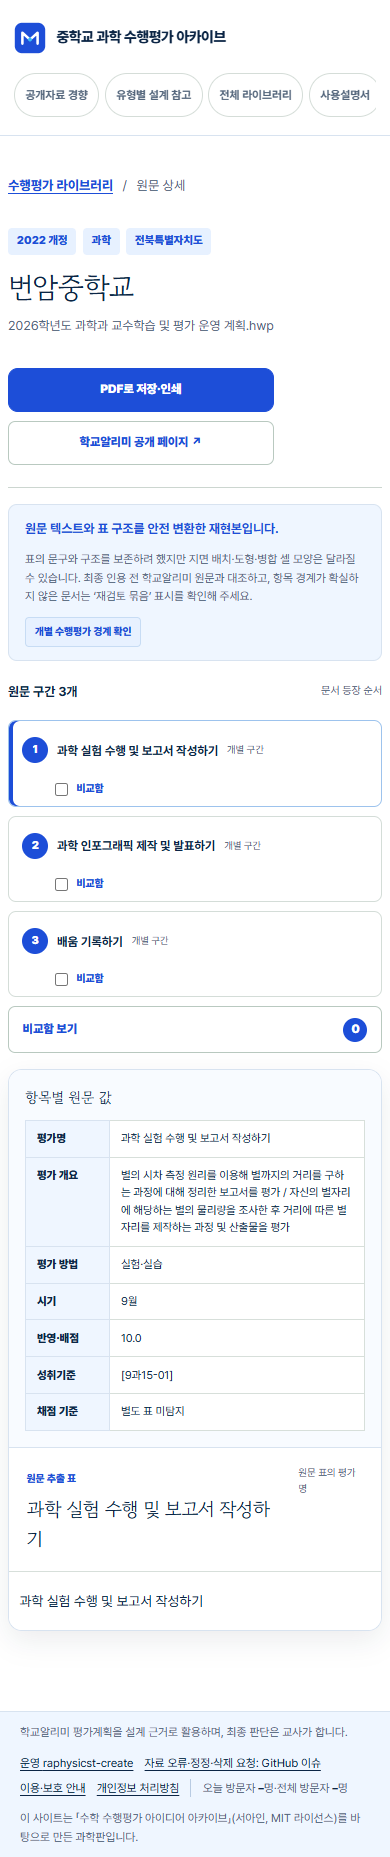 중학교 과학 수행평가 아카이브
공개자료 경향
유형별 설계 참고
전체 라이브러리
사용설명서
수행평가 라이브러리 / 원문 상세
2022 개정
과학
전북특별자치도
번암중학교
2026학년도 과학과 교수학습 및 평가 운영 계획.hwp
PDF로 저장·인쇄
학교알리미 공개 페이지 ↗
원문 텍스트와 표 구조를 안전 변환한 재현본입니다.
표의 문구와 구조를 보존하려 했지만 지면 배치·도형·병합 셀 모양은 달라질
수 있습니다. 최종 인용 전 학교알리미 원문과 대조하고, 항목 경계가 확실하
지 않은 문서는 '재검토 묶음' 표시를 확인해 주세요.
개별 수행평가 경계 확인
원문 구간 3개
문서 등장 순서
1 과학 실험 수행 및 보고서 작성하기 개별 구간
비교함
2 과학 인포그래픽 제작 및 발표하기 개별 구간
비교함
3 배움 기록하기 개별 구간
비교함
비교함 보기 0
항목별 원문 값
평가명 과학 실험 수행 및 보고서 작성하기
평가 개요 별의 시차 측정 원리를 이용해 별까지의 거리를 구하
는 과정에 대해 정리한 보고서를 평가 / 자신의 별자리
에 해당하는 별의 물리량을 조사한 후 거리에 따른 별
자리를 제작하는 과정 및 산출물을 평가
평가 방법 실험·실습
시기 9월
반영·배점 10.0
성취기준 [9과15-01]
채점 기준 별도 표 미탐지
원문 추출 표
과학 실험 수행 및 보고서 작성하
기
원문 표의 평가
명
과학 실험 수행 및 보고서 작성하기
학교알리미 평가계획을 설계 근거로 활용하며, 최종 판단은 교사가 합니다.
운영 raphysicst-create 자료 오류·정정·삭제 요청: GitHub 이슈
이용·보호 안내 개인정보 처리방침 오늘 방문자 –명·전체 방문자 –명
이 사이트는 「수학 수행평가 아이디어 아카이브」(서아인, MIT 라이선스)를 바
탕으로 만든 과학판입니다.